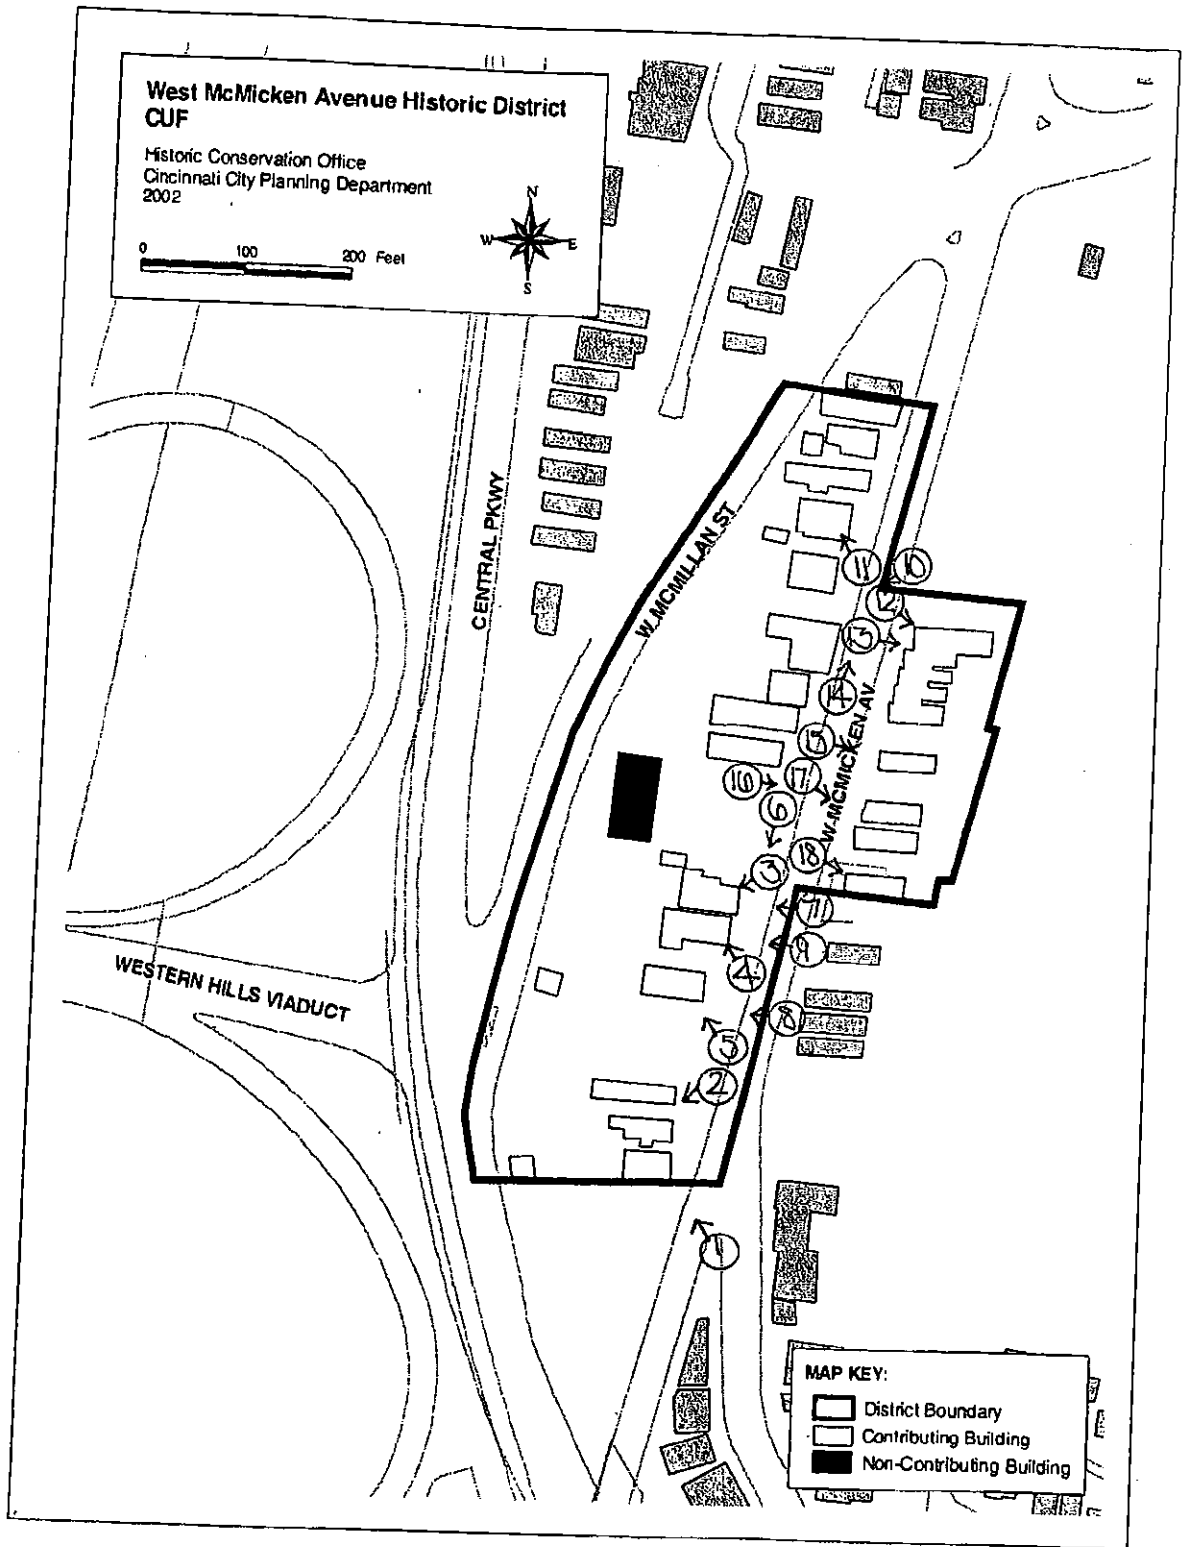 West McMicken Avenue Historic District
CUF
Historic Conservation Office
Cincinnati City Planning Department
2002
0 100 200 Feet
N
W E
S
CENTRAL PKWY
W. MCMILLAN ST
W MCMICKEN AV
WESTERN HILLS VIADUCT
10
11
12
13
14
15
16
17
6
18
3
7
9
4
8
5
2
1
MAP KEY:
District Boundary
Contributing Building
Non-Contributing Building